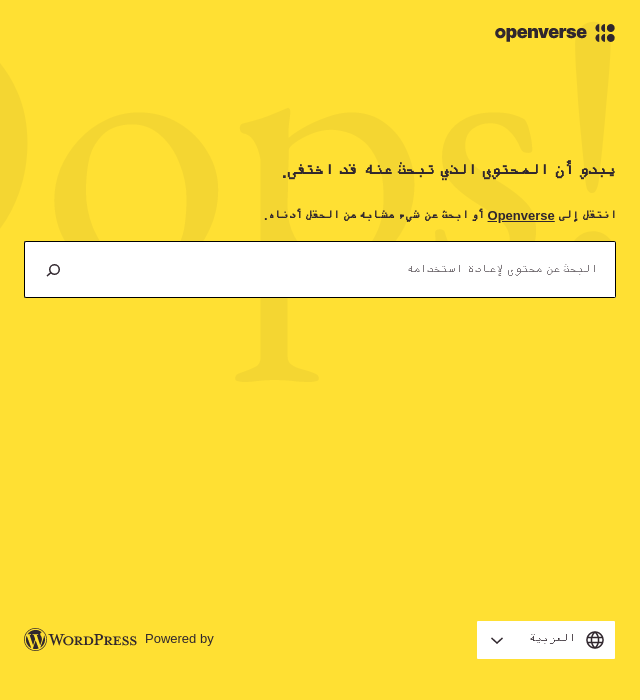 openverse
Oops!
يبدو أن المحتوى الذي تبحث عنه قد اختفى.
انتقل إلى Openverse أو ابحث عن شيء مشابه من الحقل أدناه.
البحث عن محتوى لإعادة استخدامه
العربية
Powered by WORDPRESS